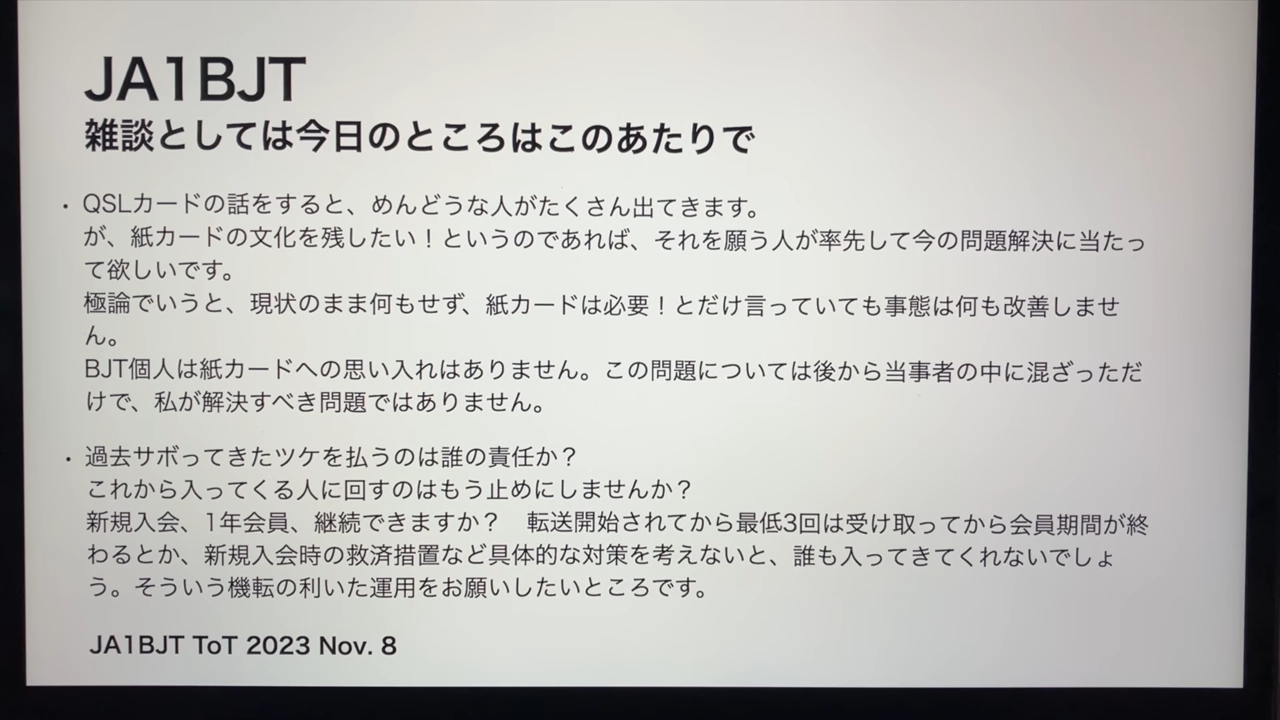 JA1BJT
雑談としては今日のところはこのあたりで
・QSLカードの話をすると、めんどうな人がたくさん出てきます。
が、紙カードの文化を残したい！というのであれば、それを願う人が率先して今の問題解決に当たっ
て欲しいです。
極論でいうと、現状のまま何もせず、紙カードは必要！とだけ言っていても事態は何も改善しませ
ん。
BJT個人は紙カードへの思い入れはありません。この問題については後から当事者の中に混ざっただ
けで、私が解決すべき問題ではありません。
・過去サボってきたツケを払うのは誰の責任か？
これから入ってくる人に回すのはもう止めにしませんか？
新規入会、1年会員、継続できますか？　転送開始されてから最低3回は受け取ってから会員期間が終
わるとか、新規入会時の救済措置など具体的な対策を考えないと、誰も入ってきてくれないでしょ
う。そういう機転の利いた運用をお願いしたいところです。
JA1BJT ToT 2023 Nov. 8